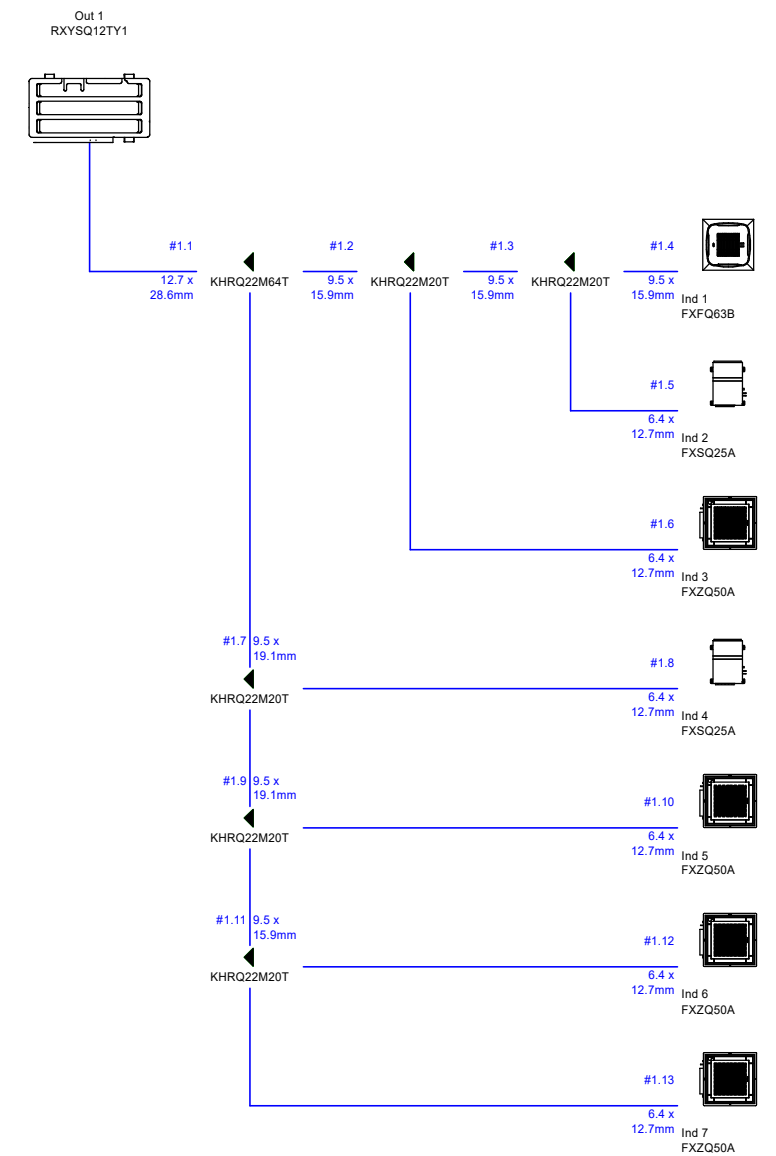 Out 1
RXYSQ12TY1
#1.1
12.7 x
28.6mm
KHRQ22M64T
#1.2
9.5 x
15.9mm
KHRQ22M20T
#1.3
9.5 x
15.9mm
KHRQ22M20T
#1.4
9.5 x
15.9mm
Ind 1
FXFQ63B
#1.5
6.4 x
12.7mm
Ind 2
FXSQ25A
#1.6
6.4 x
12.7mm
Ind 3
FXZQ50A
#1.7
9.5 x
19.1mm
KHRQ22M20T
#1.8
6.4 x
12.7mm
Ind 4
FXSQ25A
#1.9
9.5 x
19.1mm
KHRQ22M20T
#1.10
6.4 x
12.7mm
Ind 5
FXZQ50A
#1.11
9.5 x
15.9mm
KHRQ22M20T
#1.12
6.4 x
12.7mm
Ind 6
FXZQ50A
#1.13
6.4 x
12.7mm
Ind 7
FXZQ50A